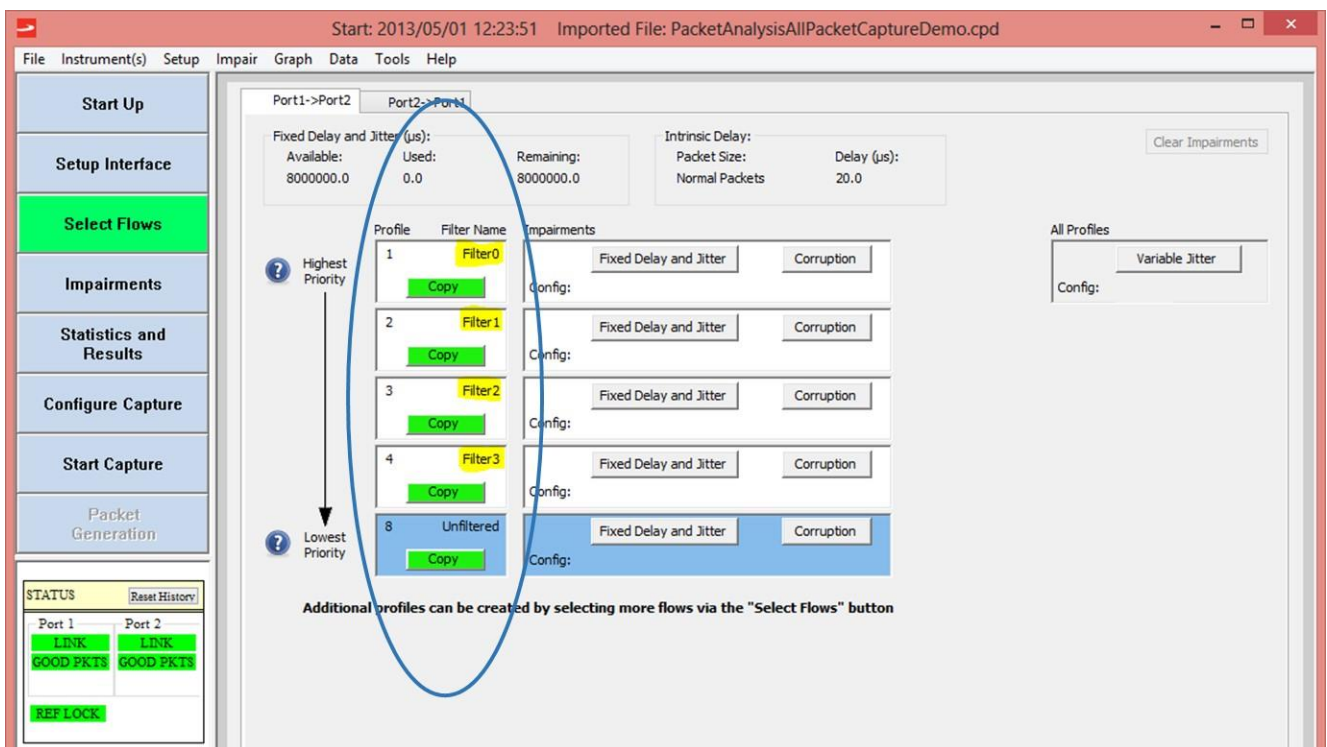 Start: 2013/05/01 12:23:51 Imported File: PacketAnalysisAllPacketCaptureDemo.cpd
File Instrument(s) Setup Impair Graph Data Tools Help
Start Up
Setup Interface
Select Flows
Impairments
Statistics and
Results
Configure Capture
Start Capture
Packet
Generation
STATUS Reset History
Port 1 Port 2
LINK LINK
GOOD PKTS GOOD PKTS
REF LOCK
Port1->Port2 Port2->Port1
Fixed Delay and Jitter (µs):
Available: Used: Remaining:
8000000.0 0.0 8000000.0
Intrinsic Delay:
Packet Size: Delay (µs):
Normal Packets 20.0
Clear Impairments
Profile Filter Name Impairments
Highest
Priority
1 Filter0 Fixed Delay and Jitter Corruption
Copy Config:
2 Filter1 Fixed Delay and Jitter Corruption
Copy Config:
3 Filter2 Fixed Delay and Jitter Corruption
Copy Config:
4 Filter3 Fixed Delay and Jitter Corruption
Copy Config:
Lowest
Priority
8 Unfiltered Fixed Delay and Jitter Corruption
Copy Config:
All Profiles
Variable Jitter
Config:
Additional profiles can be created by selecting more flows via the "Select Flows" button